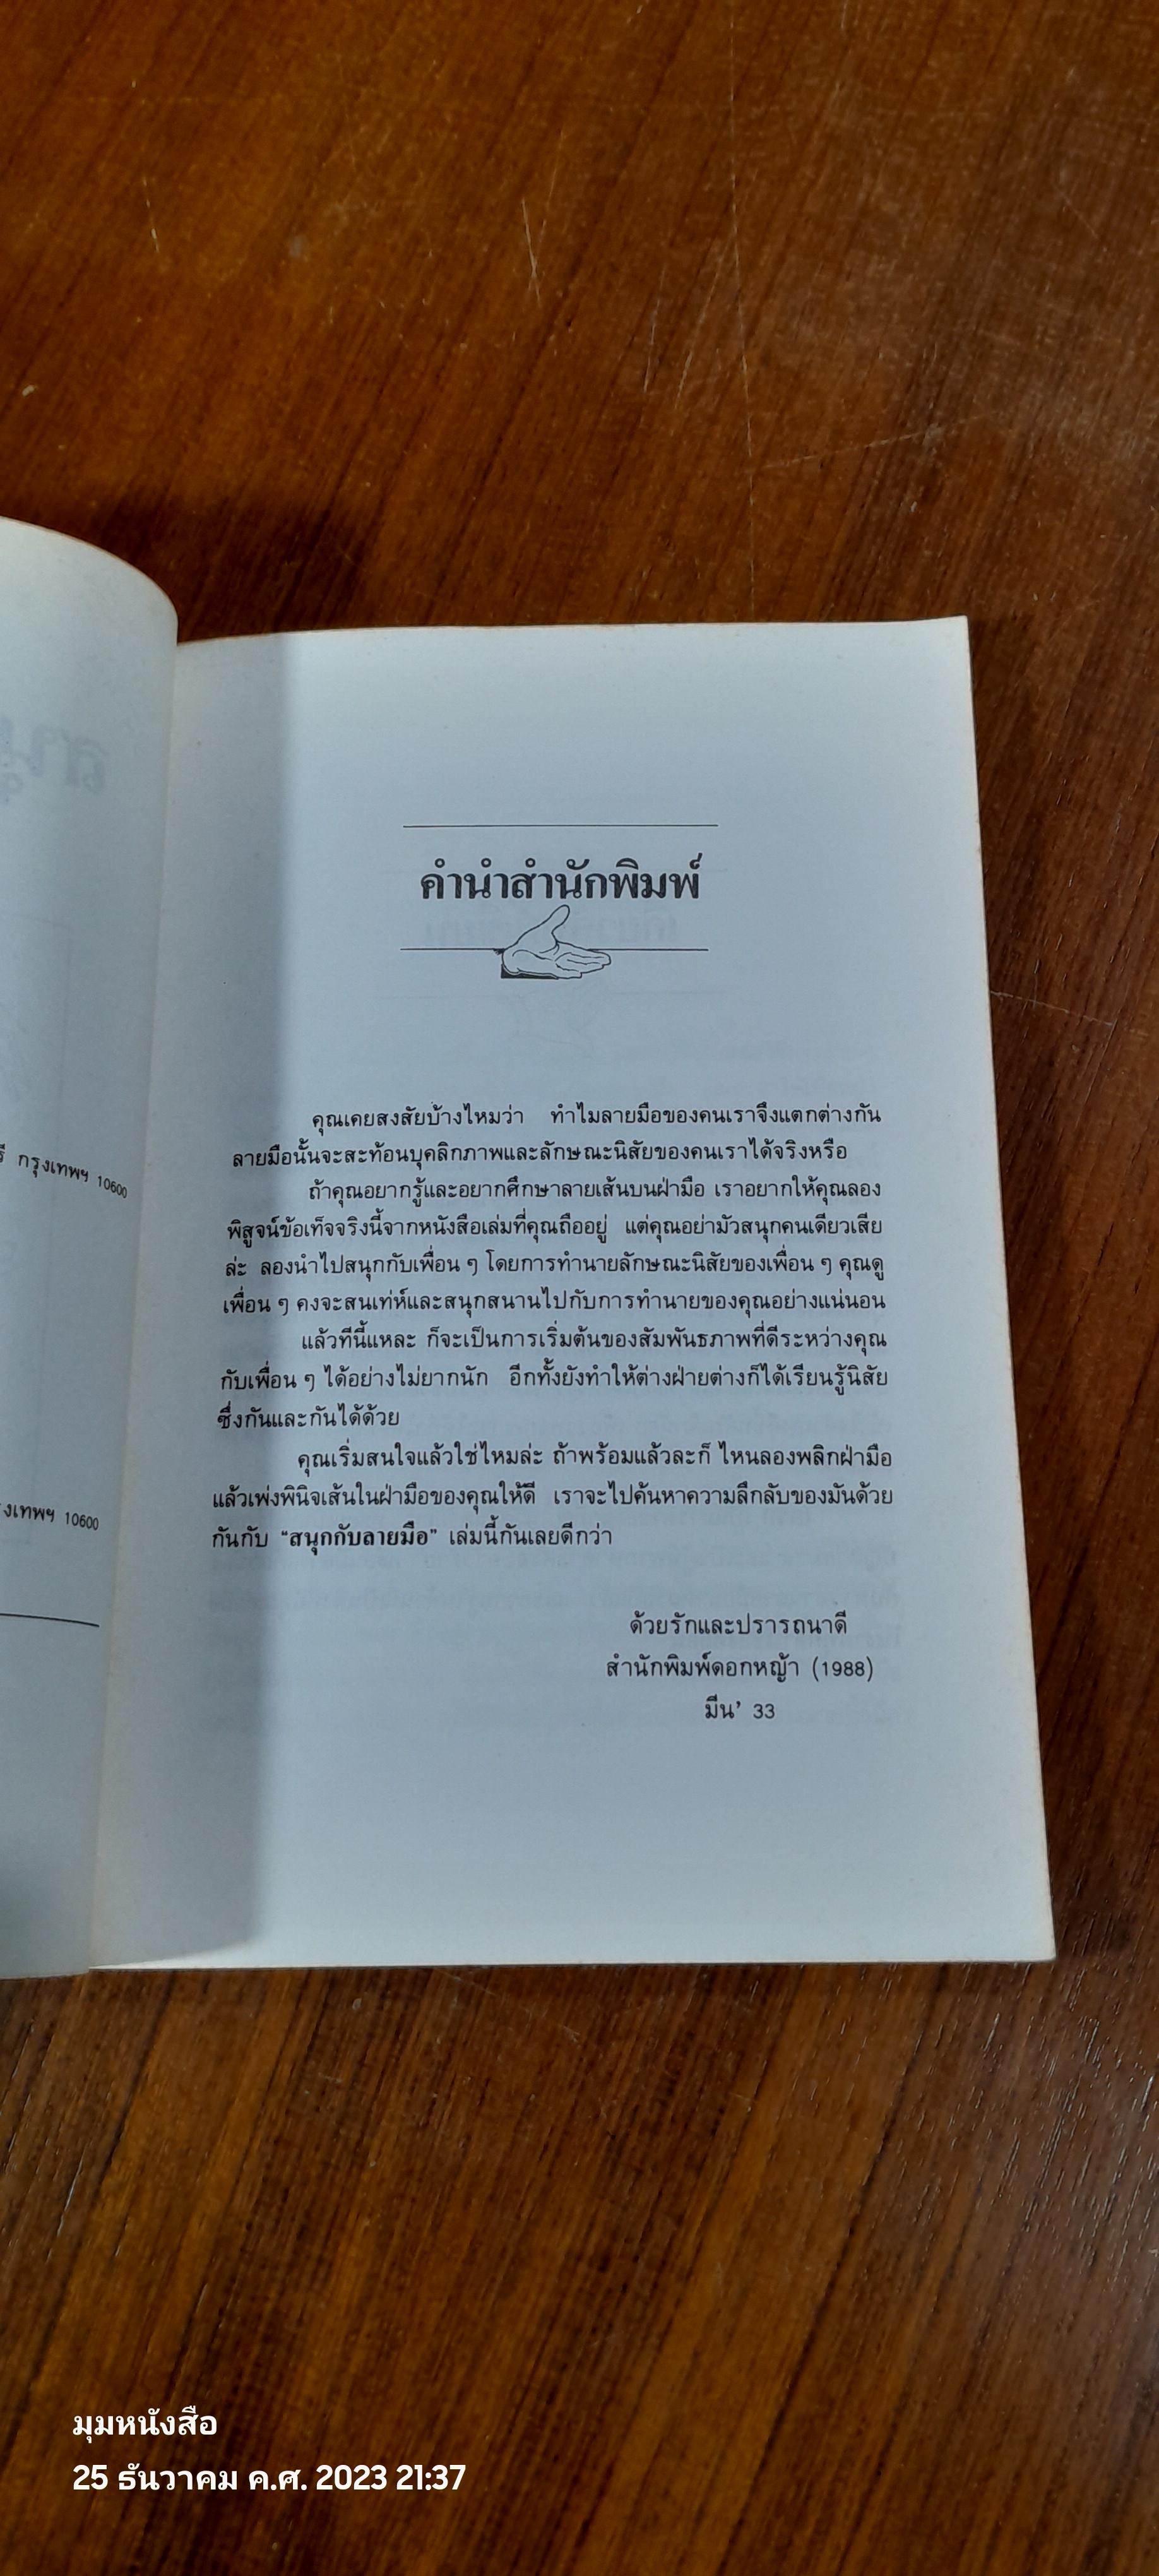 กรุงเทพฯ 10600
เทพฯ 10600
คำนำสำนักพิมพ์
คุณเคยสงสัยบ้างไหมว่า ทำไมลายมือของคนเราจึงแตกต่างกัน
ลายมือนั้นจะสะท้อนบุคลิกภาพและลักษณะนิสัยของคนเราได้จริงหรือ
ถ้าคุณอยากรู้และอยากศึกษาลายเส้นบนฝ่ามือ เราอยากให้คุณลอง
พิสูจน์ข้อเท็จจริงนี้จากหนังสือเล่มที่คุณถืออยู่ แต่คุณอย่ามัวสนุกคนเดียวเสีย
ล่ะ ลองนำไปสนุกกับเพื่อน ๆ โดยการทำนายลักษณะนิสัยของเพื่อน ๆ คุณดู
เพื่อน ๆ คงจะสนเท่ห์และสนุกสนานไปกับการทำนายของคุณอย่างแน่นอน
แล้วทีนี้แหละ ก็จะเป็นการเริ่มต้นของสัมพันธภาพที่ดีระหว่างคุณ
กับเพื่อน ๆ ได้อย่างไม่ยากนัก อีกทั้งยังทำให้ต่างฝ่ายต่างก็ได้เรียนรู้นิสัย
ซึ่งกันและกันได้ด้วย
คุณเริ่มสนใจแล้วใช่ไหมล่ะ ถ้าพร้อมแล้วละก็ ไหนลองพลิกฝ่ามือ
แล้วเพ่งพินิจเส้นในฝ่ามือของคุณให้ดี เราจะไปค้นหาความลึกลับของมันด้วย
กันกับ “สนุกกับลายมือ” เล่มนี้กันเลยดีกว่า
ด้วยรักและปรารถนาดี
สำนักพิมพ์ดอกหญ้า (1988)
มีน’ 33
มุมหนังสือ
25 ธันวาคม ค.ศ. 2023 21:37